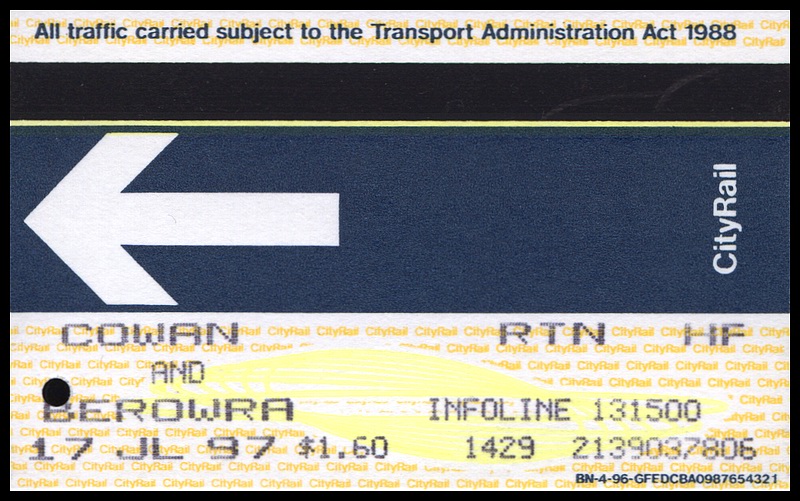 All traffic carried subject to the Transport Administration Act 1988
CityRail
COWAN RTN HF
AND
BEROWRA INFOLINE 131500
17 JL 97 $1.60 1429 2139037806
BN-4-96-GFEDCBA0987654321